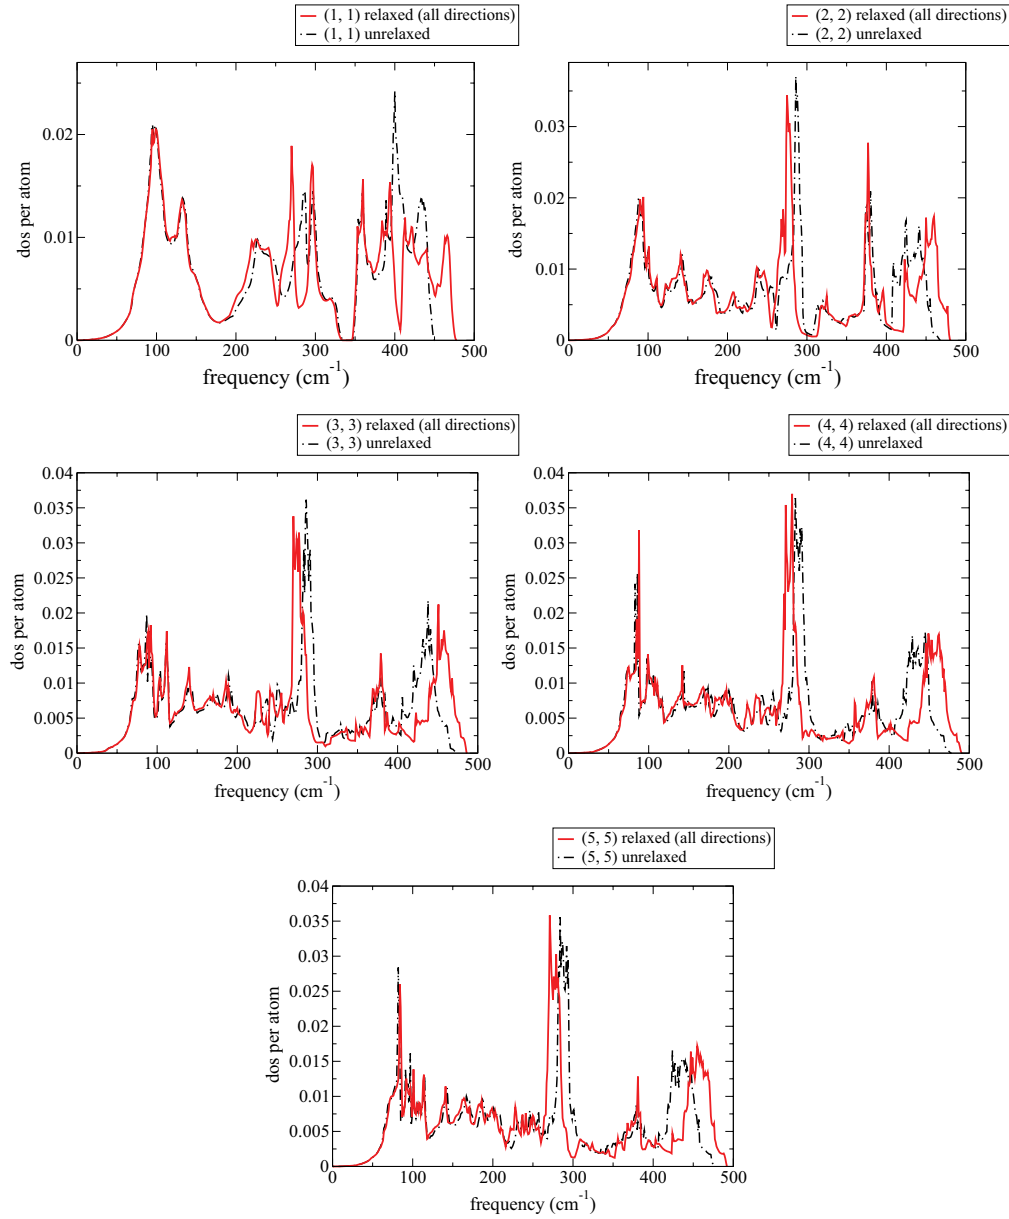 (1, 1) relaxed (all directions)
(1, 1) unrelaxed
0.02
0.01
0
dos per atom
0 100 200 300 400 500
frequency (cm-1)
(2, 2) relaxed (all directions)
(2, 2) unrelaxed
0.03
0.02
0.01
0
dos per atom
0 100 200 300 400 500
frequency (cm-1)
(3, 3) relaxed (all directions)
(3, 3) unrelaxed
0.04
0.035
0.03
0.025
0.02
0.015
0.01
0.005
0
dos per atom
0 100 200 300 400 500
frequency (cm-1)
(4, 4) relaxed (all directions)
(4, 4) unrelaxed
0.04
0.035
0.03
0.025
0.02
0.015
0.01
0.005
0
dos per atom
0 100 200 300 400 500
frequency (cm-1)
(5, 5) relaxed (all directions)
(5, 5) unrelaxed
0.04
0.035
0.03
0.025
0.02
0.015
0.01
0.005
0
dos per atom
0 100 200 300 400 500
frequency (cm-1)